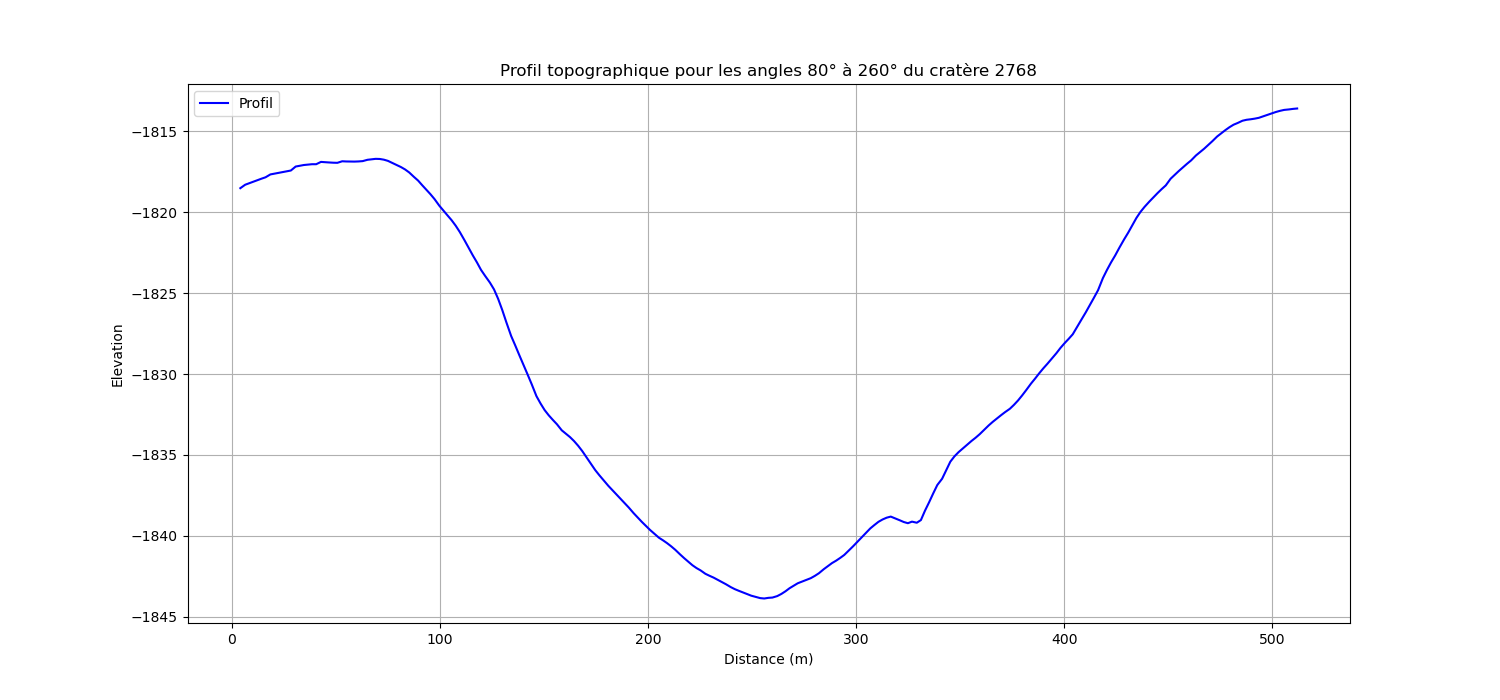 Profil topographique pour les angles 80° à 260° du cratère 2768
Profil
−1815
−1820
−1825
−1830
−1835
−1840
−1845
Elevation
0 100 200 300 400 500
Distance (m)